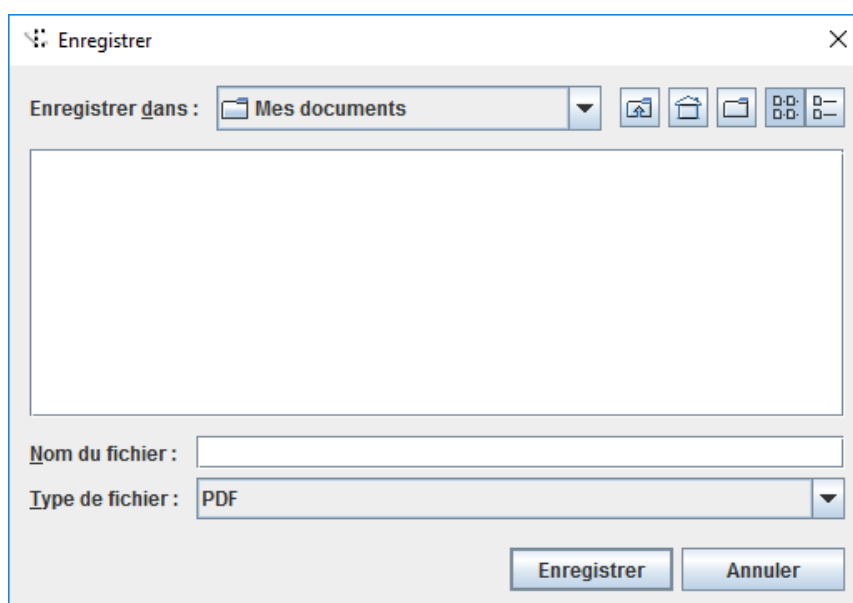 Enregistrer
Enregistrer dans : Mes documents
Nom du fichier :
Type de fichier : PDF
Enregistrer Annuler